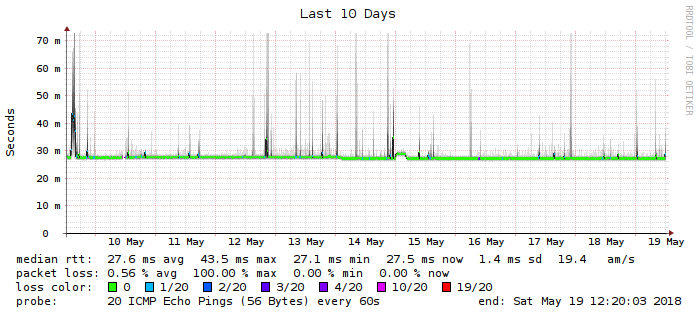 Last 10 Days
RRDTOOL / TOBI OETIKER
Seconds
70 m
60 m
50 m
40 m
30 m
20 m
10 m
0
10 May 11 May 12 May 13 May 14 May 15 May 16 May 17 May 18 May 19 May
median rtt: 27.6 ms avg 43.5 ms max 27.1 ms min 27.5 ms now 1.4 ms sd 19.4 am/s
packet loss: 0.56 % avg 100.00 % max 0.00 % min 0.00 % now
loss color: 0 1/20 2/20 3/20 4/20 10/20 19/20
probe: 20 ICMP Echo Pings (56 Bytes) every 60s end: Sat May 19 12:20:03 2018